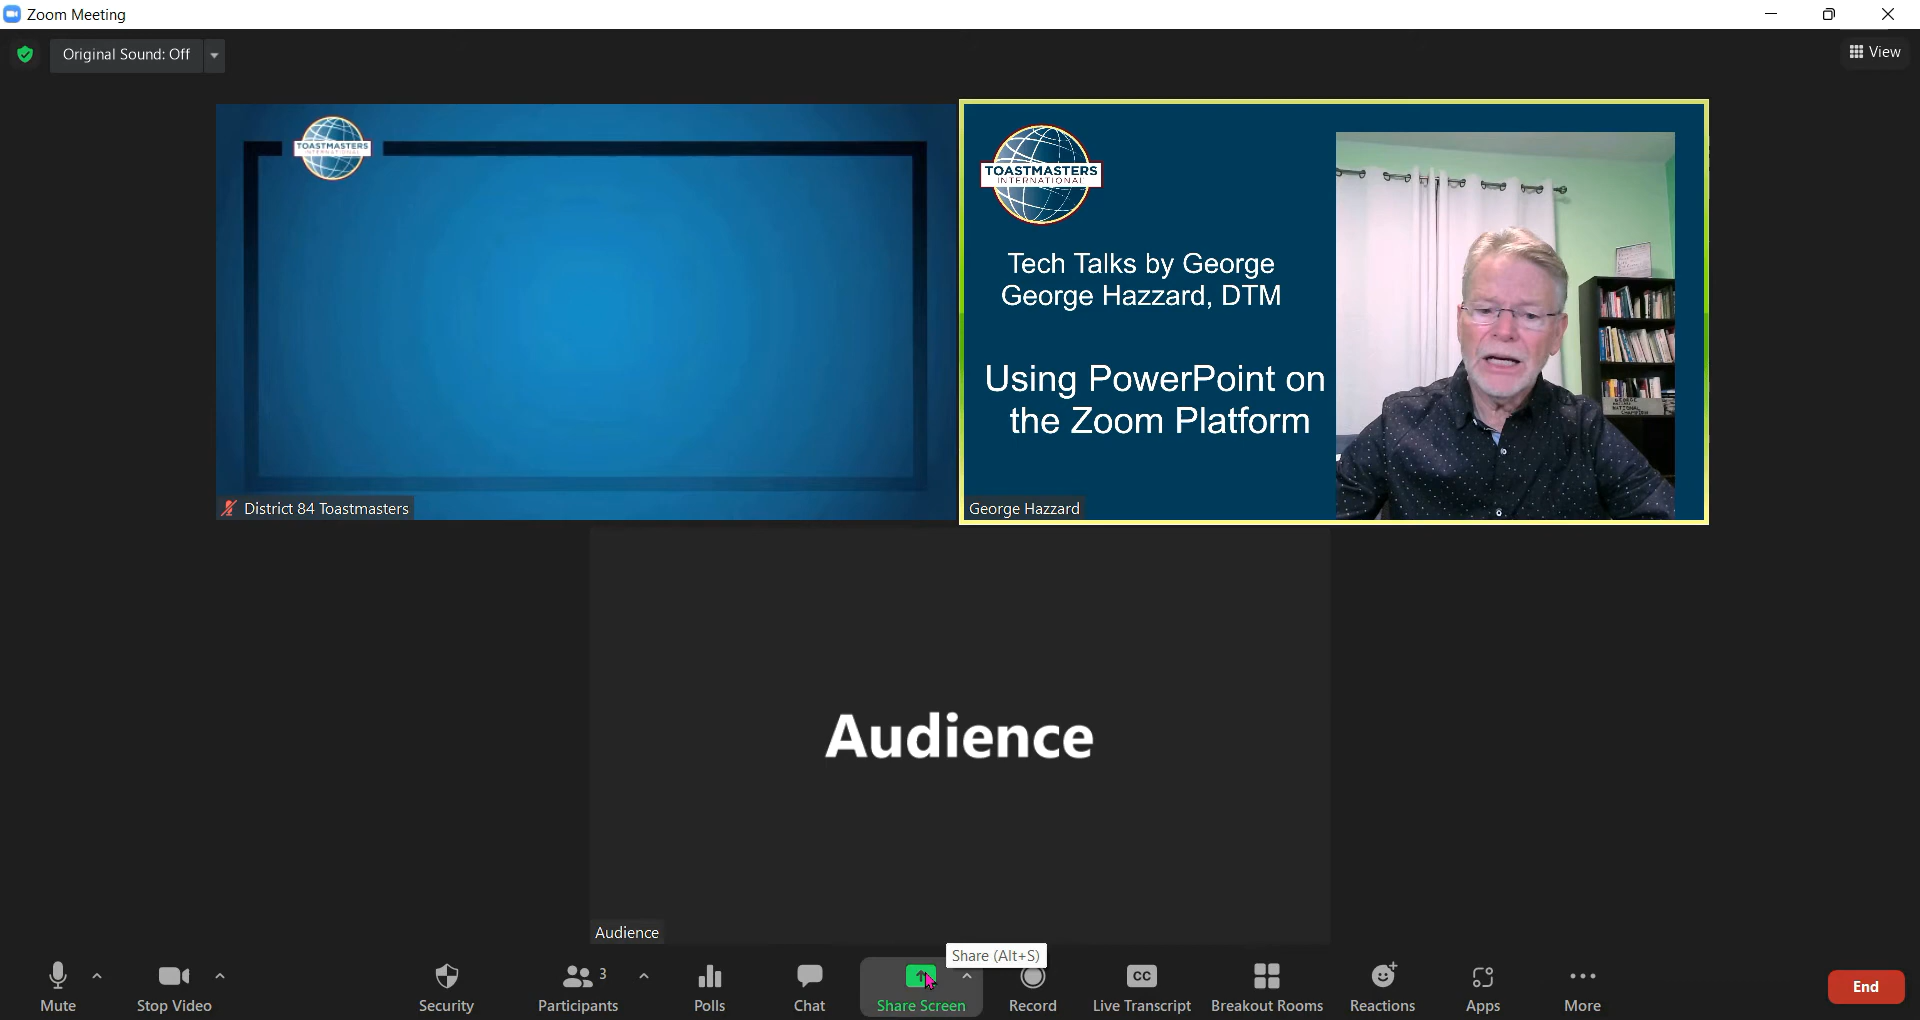 Zoom Meeting
Original Sound: Off
View
TOASTMASTERS
INTERNATIONAL
TOASTMASTERS
INTERNATIONAL
Tech Talks by George
George Hazzard, DTM
Using PowerPoint on
the Zoom Platform
District 84 Toastmasters
George Hazzard
Audience
Audience
Share (Alt+S)
3
CC
Mute
Stop Video
Security
Participants
Polls
Chat
Share Screen
Record
Live Transcript
Breakout Rooms
Reactions
Apps
More
End